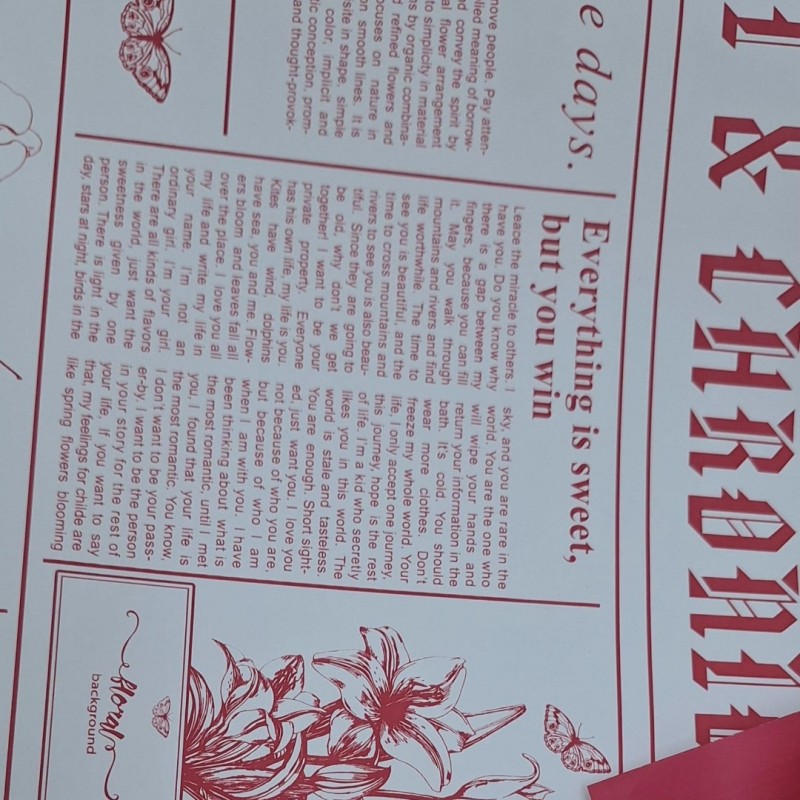 & CHRONI
e days.
move people. Pay atten-
lied meaning of borrow-
d convey the spirit by
al flower arrangement
to simplicity in material
s by organic combina-
d refined flowers and
ocuses on nature in
on smooth lines. It is
site in shape, simple
color, implicit and
tic conception, prom-
and thought-provok-
Everything is sweet,
but you win
Leace the miracle to others. I
have you. Do you know why
there is a gap between my
fingers, because you can fill
it. May you walk through
mountains and rivers and find
life worthwhile. The time to
see you is beautiful, and the
time to cross mountains and
rivers to see you is also beau-
tiful. Since they are going to
be old, why don't we get
together! I want to be your
private property. Everyone
has his own life, my life is you.
Kites have wind, dolphins
have sea, you and me. Flow-
ers bloom, and leaves fall all
over the place. I love you all
my life and write my life in
your name. I'm not an
ordinary girl. I'm your girl.
There are all kinds of flavors
in the world, just want the
sweetness given by one
person. There is light in the
day, stars at night, birds in the
sky, and you are rare in the
world. You are the one who
will wipe your hands and
return your information in the
bath. It's cold. You should
wear more clothes. Don't
freeze my whole world. Your
life, I only accept one journey,
this journey, hope is the rest
of life. I'm a kid who secretly
likes you in this world. The
world is stale and tasteless.
You are enough. Short sight-
ed, just want you. I love you
not because of who you are,
but because of who I am
when I am with you. I have
been thinking about what is
the most romantic, until I met
you, I found that your life is
the most romantic. You know,
I don't want to be your pass-
er-by. I want to be the person
in your story for the rest of
your life. If you want to say
that, my feelings for childe are
like spring flowers blooming
floral
background